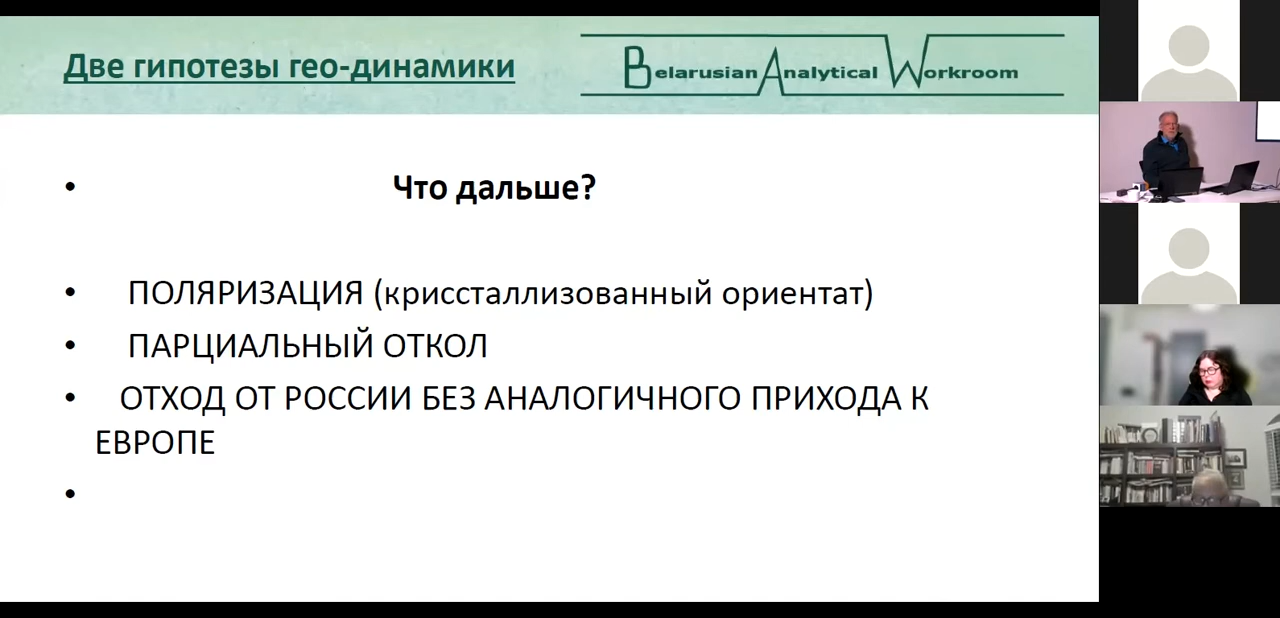 Две гипотезы гео-динамики
Belarusian Analytical Workroom
• Что дальше?
• ПОЛЯРИЗАЦИЯ (криссталлизованный ориентат)
• ПАРЦИАЛЬНЫЙ ОТКОЛ
• ОТХОД ОТ РОССИИ БЕЗ АНАЛОГИЧНОГО ПРИХОДА К
ЕВРОПЕ
•